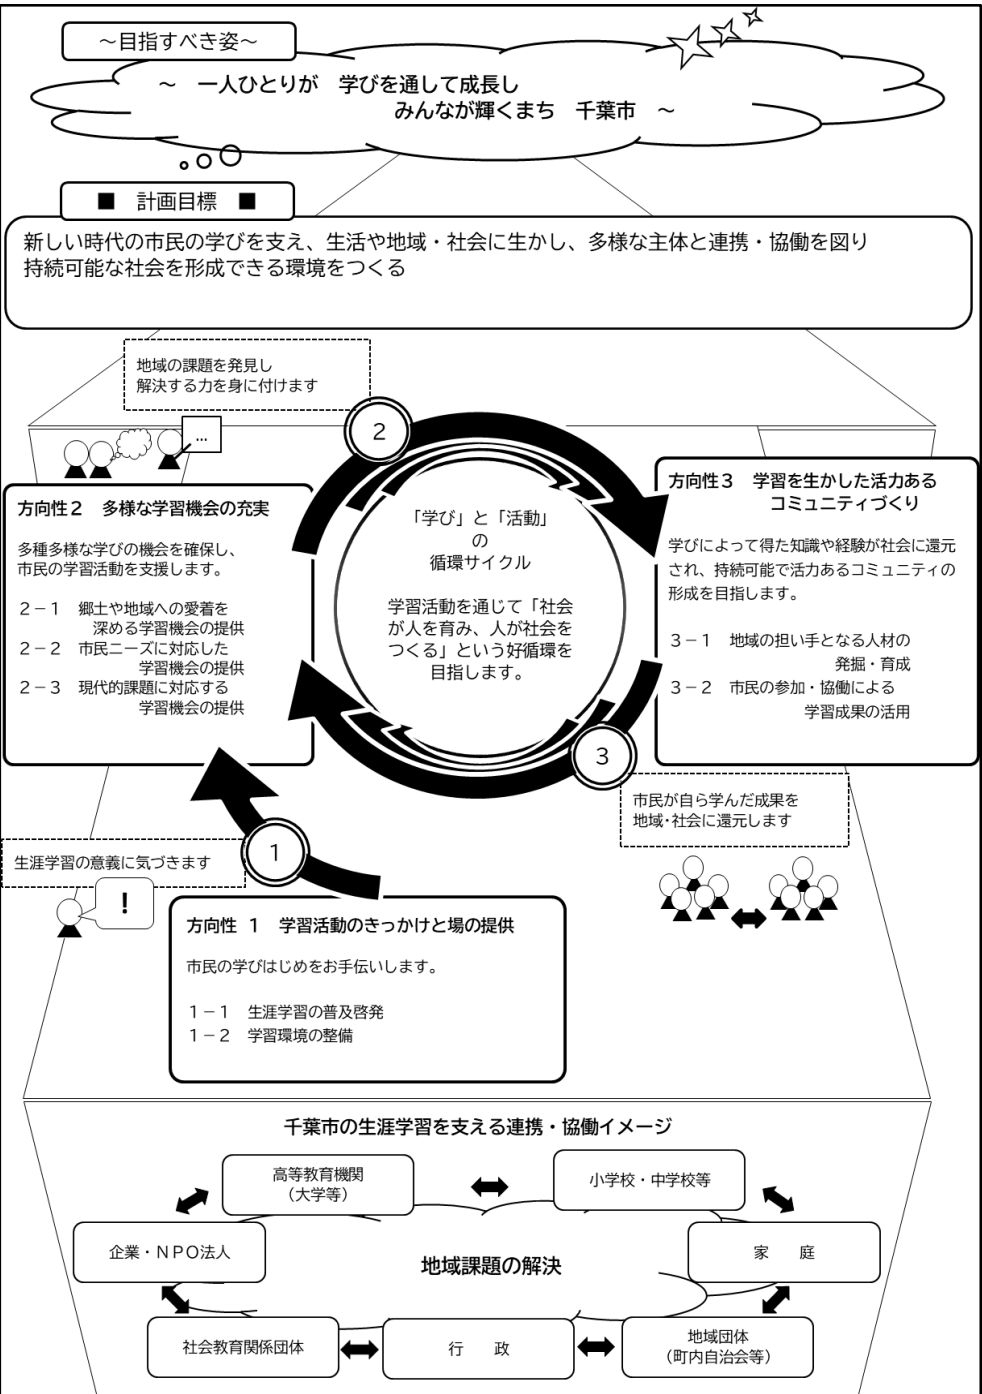 ～目指すべき姿～
～　一人ひとりが　学びを通して成長し
みんなが輝くまち　千葉市　～
■　計画目標　■
新しい時代の市民の学びを支え、生活や地域・社会に生かし、多様な主体と連携・協働を図り
持続可能な社会を形成できる環境をつくる
地域の課題を発見し
解決する力を身に付けます
2
…
方向性２　多様な学習機会の充実
多種多様な学びの機会を確保し、
市民の学習活動を支援します。
２－１　郷土や地域への愛着を
深める学習機会の提供
２－２　市民ニーズに対応した
学習機会の提供
２－３　現代的課題に対応する
学習機会の提供
「学び」と「活動」
の
循環サイクル
学習活動を通じて「社会
が人を育み、人が社会を
つくる」という好循環を
目指します。
方向性３　学習を生かした活力ある
コミュニティづくり
学びによって得た知識や経験が社会に還元
され、持続可能で活力あるコミュニティの
形成を目指します。
３－１　地域の担い手となる人材の
発掘・育成
３－２　市民の参加・協働による
学習成果の活用
3
市民が自ら学んだ成果を
地域・社会に還元します
1
生涯学習の意義に気づきます
！
方向性 １　学習活動のきっかけと場の提供
市民の学びはじめをお手伝いします。
１－１　生涯学習の普及啓発
１－２　学習環境の整備
千葉市の生涯学習を支える連携・協働イメージ
高等教育機関
（大学等）
小学校・中学校等
企業・ＮＰＯ法人
家　　庭
地域課題の解決
社会教育関係団体
行　　政
地域団体
（町内自治会等）